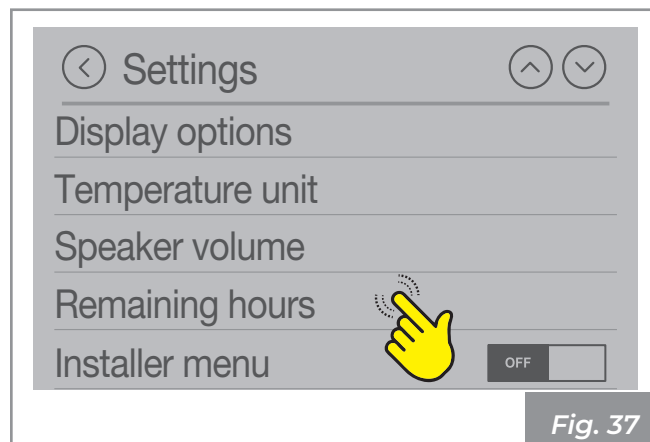 Settings
Display options
Temperature unit
Speaker volume
Remaining hours
Installer menu OFF
Fig. 37